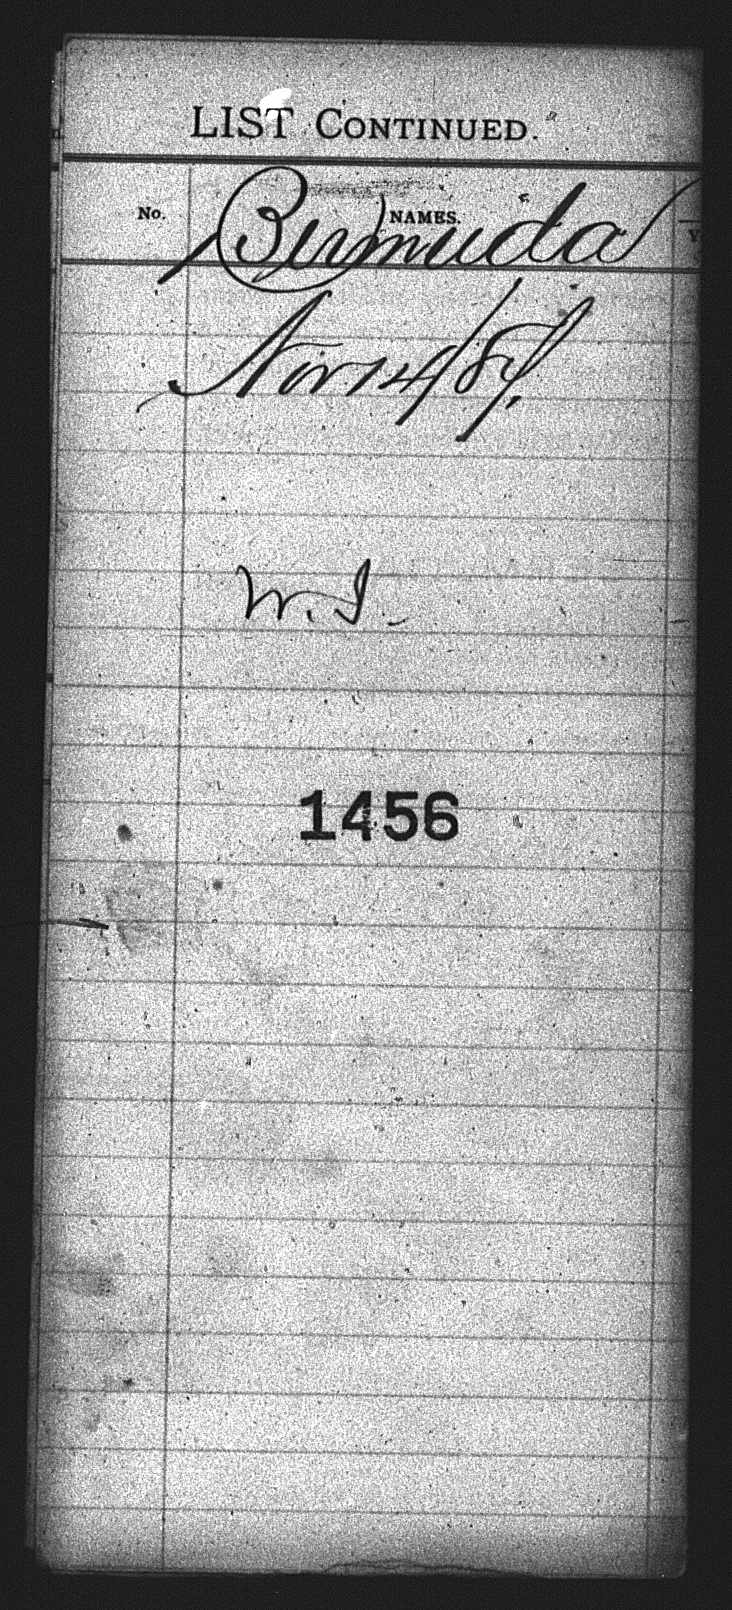 LIST CONTINUED.
No. NAMES. Y
Bermuda
Nov 14/87
W. I.
1456